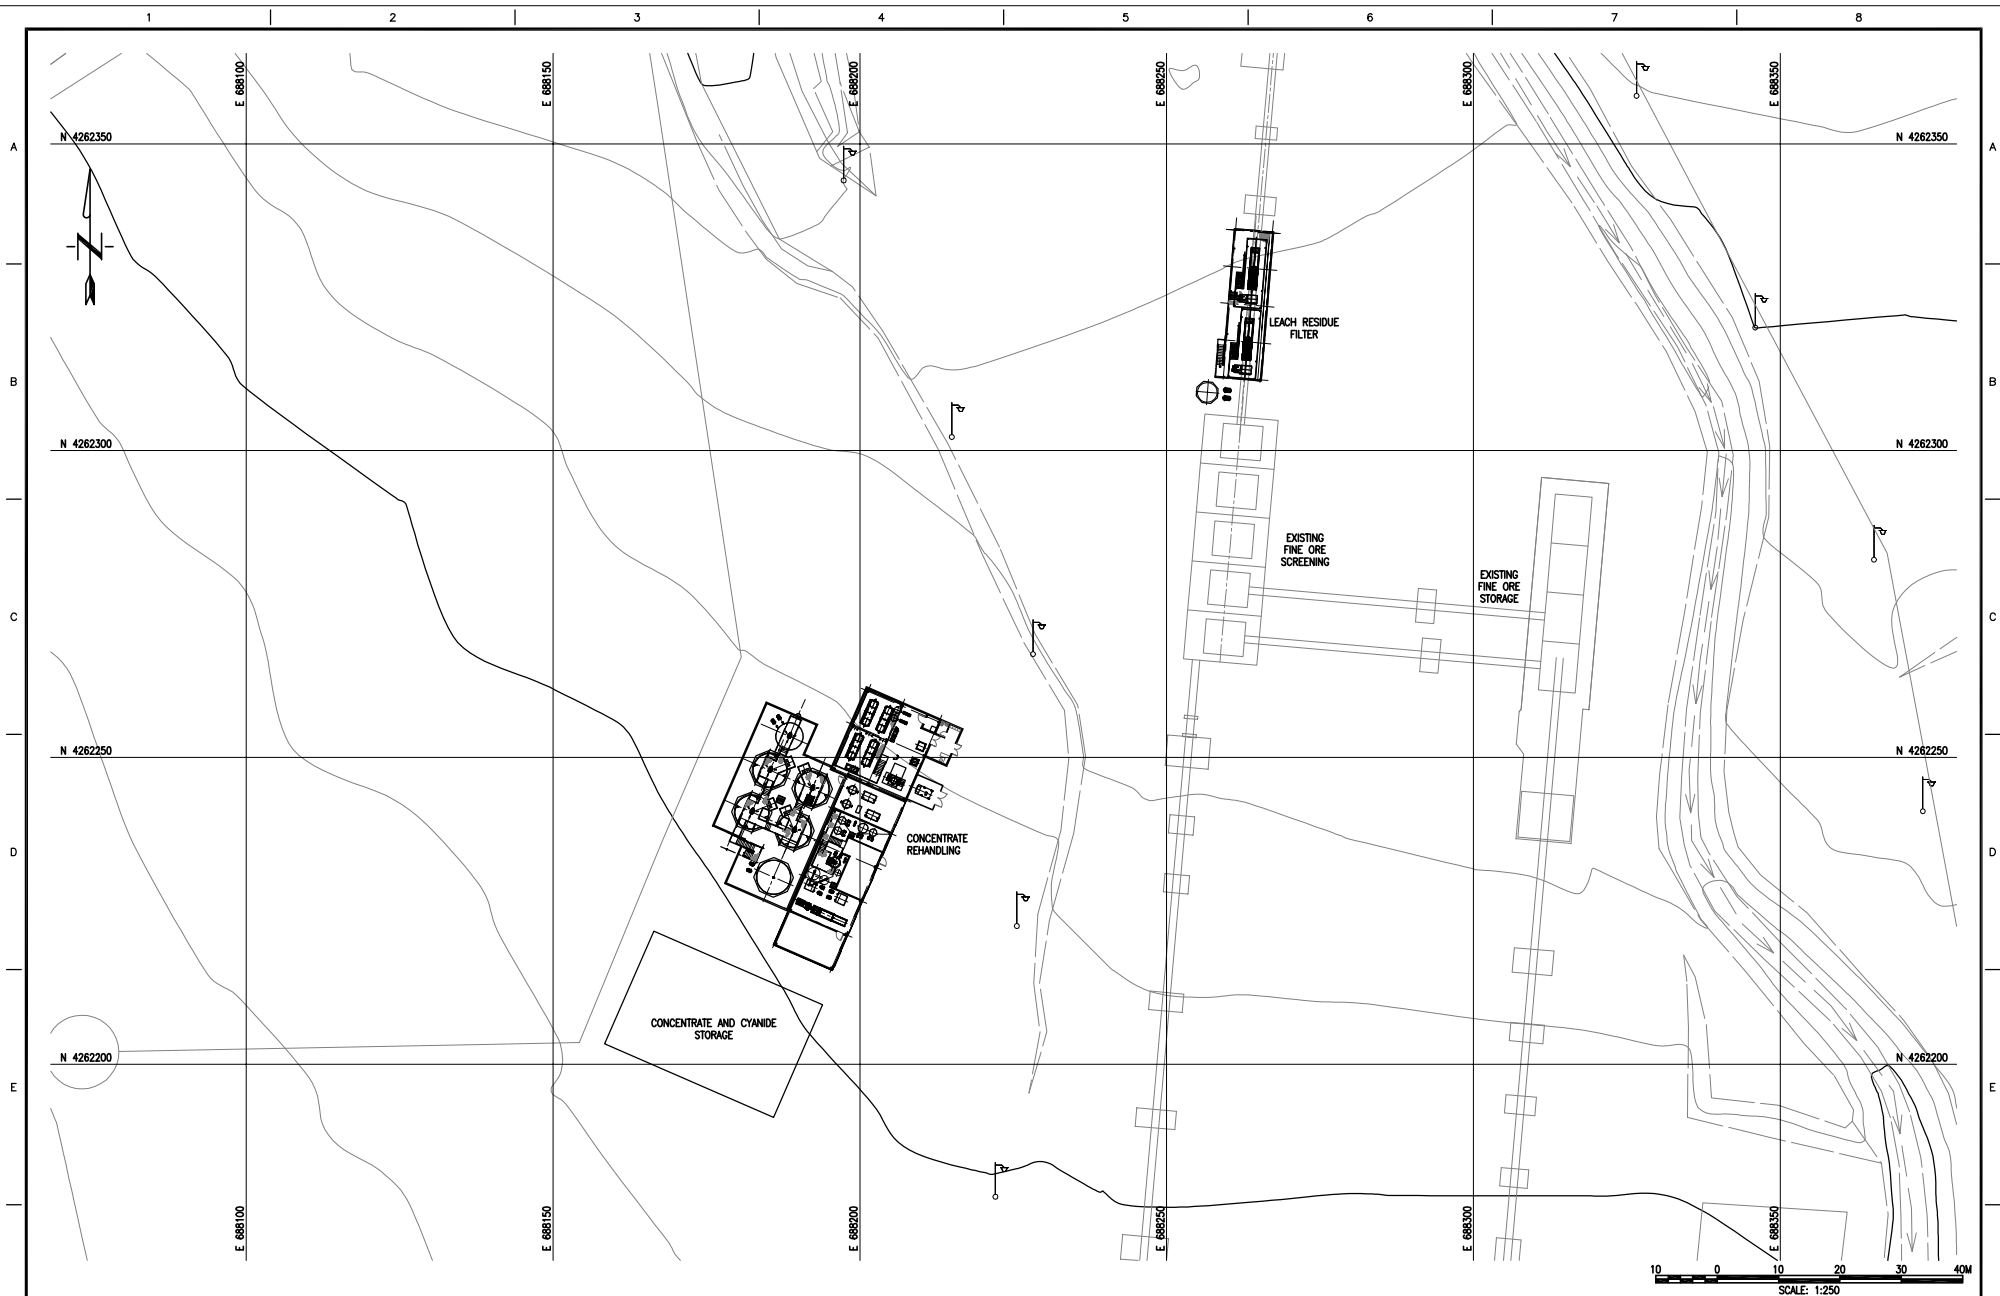 1 2 3 4 5 6 7 8
E 688100 E 688150 E 688200 E 688250 E 688300 E 688350
N 4262350 N 4262350
A A
N
LEACH RESIDUE
FILTER
B B
N 4262300 N 4262300
EXISTING
FINE ORE
SCREENING
EXISTING
FINE ORE
STORAGE
C C
N 4262250 N 4262250
CONCENTRATE
REHANDLING
D D
CONCENTRATE AND CYANIDE
STORAGE
N 4262200 N 4262200
E E
E 688100 E 688150 E 688200 E 688250 E 688300 E 688350
10 0 10 20 30 40M
SCALE: 1:250